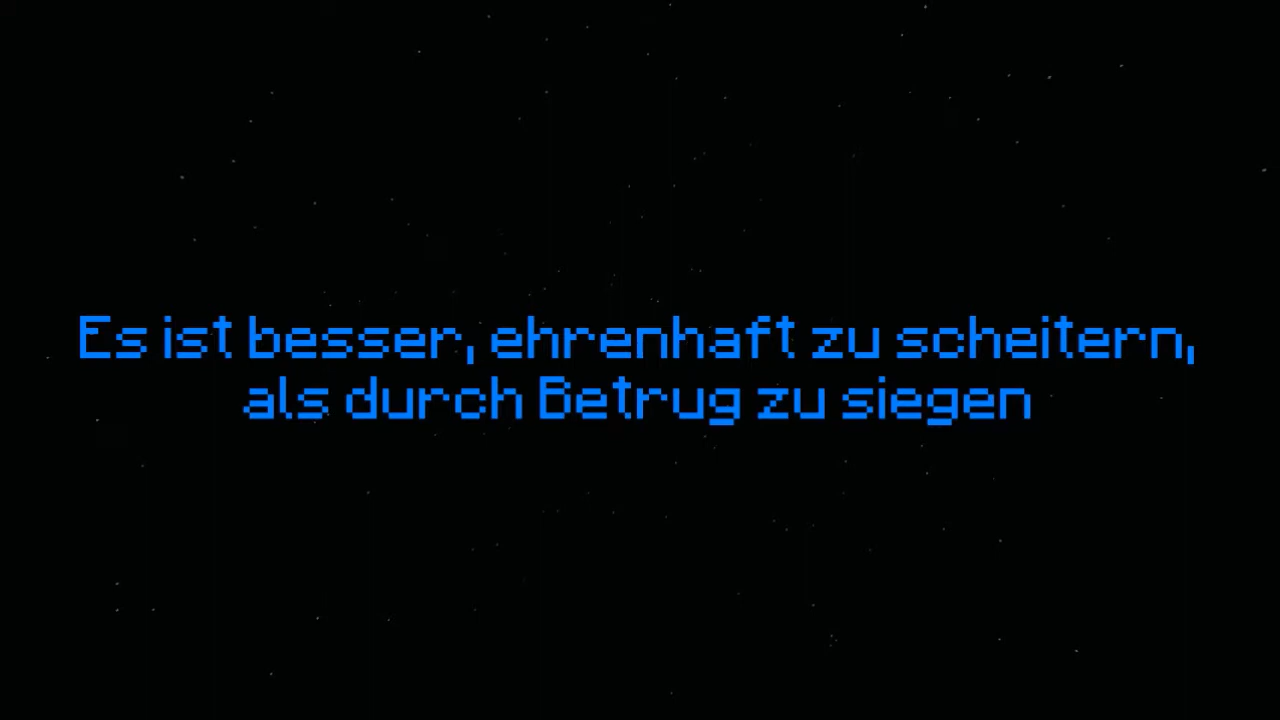 Es ist besser, ehrenhaft zu scheitern,
als durch Betrug zu siegen